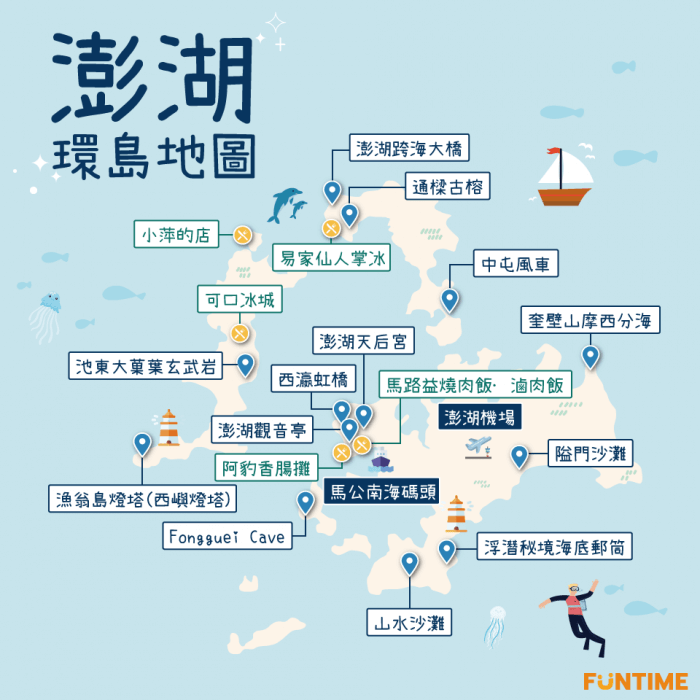 澎湖
環島地圖
澎湖跨海大橋
通樑古榕
小萍的店
易家仙人掌冰
中屯風車
可口冰城
奎壁山摩西分海
澎湖天后宮
池東大菓葉玄武岩
西瀛虹橋
馬路益燒肉飯·滷肉飯
澎湖機場
澎湖觀音亭
隘門沙灘
阿豹香腸攤
馬公南海碼頭
漁翁島燈塔(西嶼燈塔)
Fongguei Cave
浮潛秘境海底郵筒
山水沙灘
FUNTIME